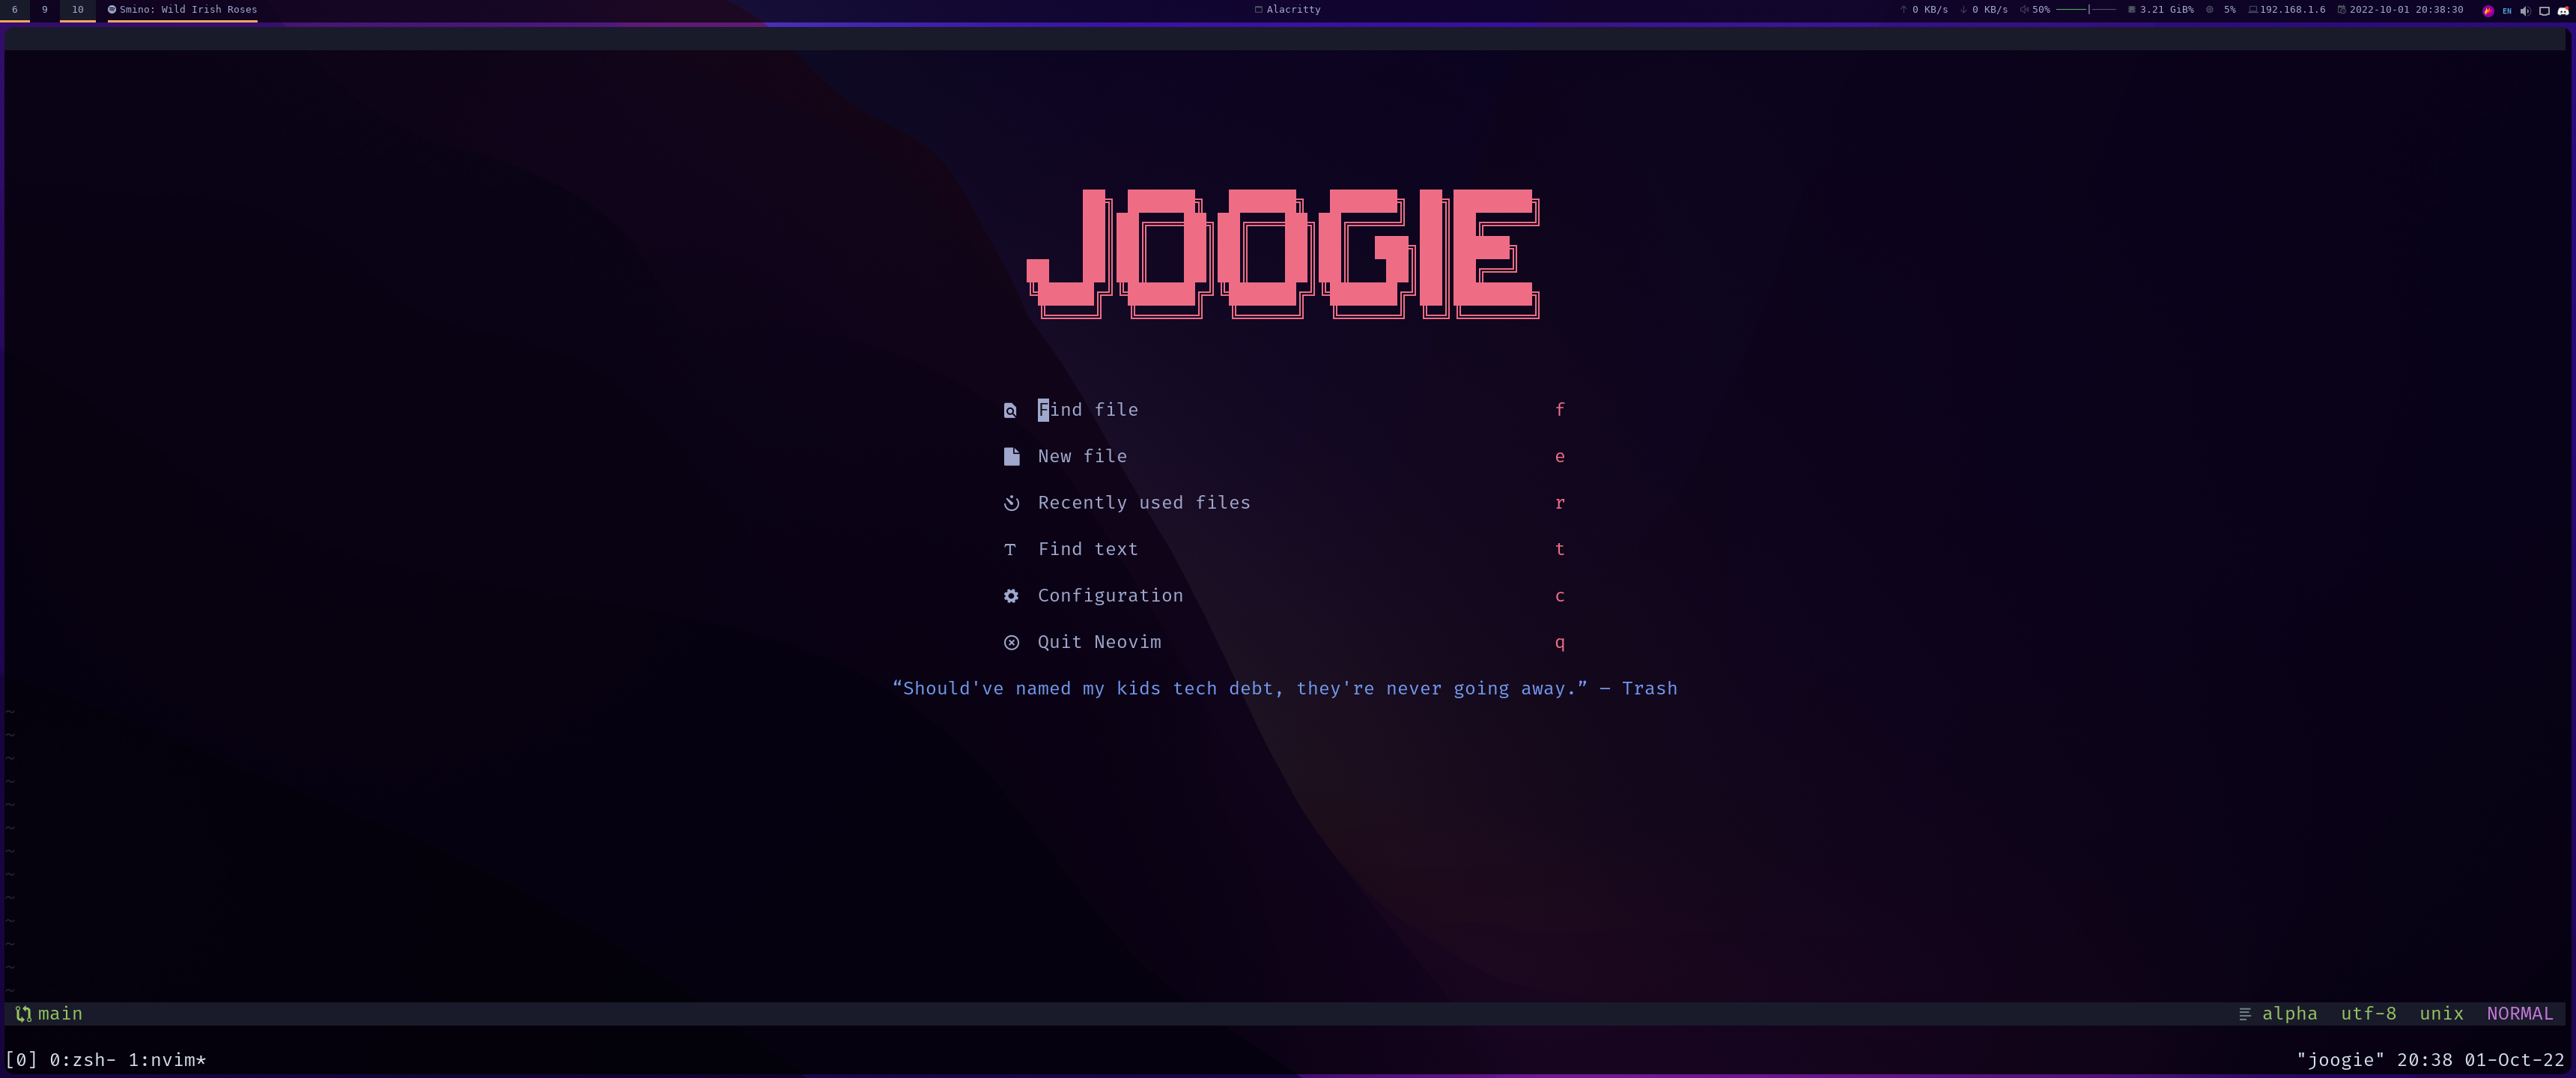 6 9 10 Smino: Wild Irish Roses Alacritty 0 KB/s 0 KB/s 50% 3.21 GiB% 5% 192.168.1.6 2022-10-01 20:38:30 EN
JOOGIE
Find file f
New file e
Recently used files r
Find text t
Configuration c
Quit Neovim q
“Should've named my kids tech debt, they're never going away.” — Trash
~
~
~
~
~
~
~
~
~
~
~
~
~
main alpha utf-8 unix NORMAL
[0] 0:zsh- 1:nvim* "joogie" 20:38 01-Oct-22